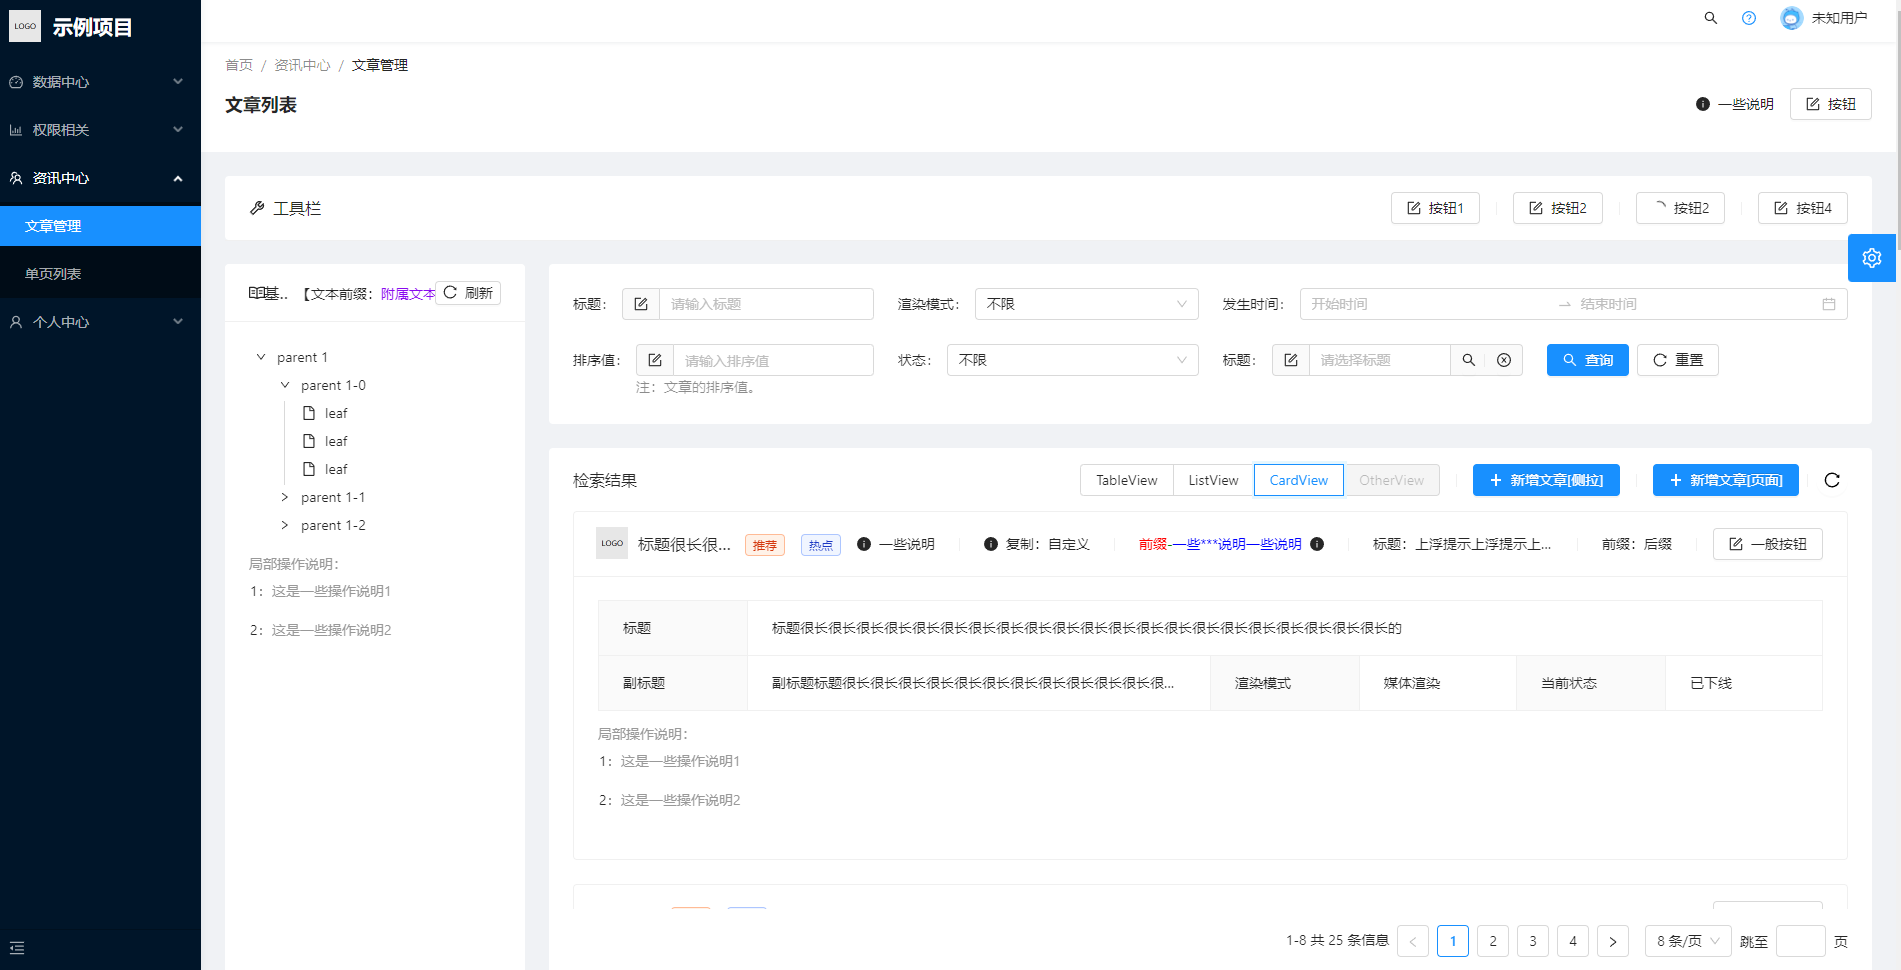 LOGO 示例项目
数据中心
权限相关
资讯中心
文章管理
单页列表
个人中心
未知用户
首页 / 资讯中心 / 文章管理
文章列表
一些说明 按钮
工具栏
按钮1 按钮2 按钮2 按钮4
基.. 【文本前缀：附属文本 刷新
parent 1
parent 1-0
leaf
leaf
leaf
parent 1-1
parent 1-2
局部操作说明：
1：这是一些操作说明1
2：这是一些操作说明2
标题： 请输入标题 渲染模式： 不限 发生时间： 开始时间 → 结束时间
排序值： 请输入排序值 状态： 不限 标题： 请选择标题 查询 重置
注：文章的排序值。
检索结果 TableView ListView CardView OtherView + 新增文章[侧拉] + 新增文章[页面]
LOGO 标题很长很... 推荐 热点 一些说明 复制：自定义 前缀-一些***说明一些说明 标题：上浮提示上浮提示上... 前缀：后缀 一般按钮
标题 标题很长很长很长很长很长很长很长很长很长很长很长很长很长很长很长很长很长很长很长很长很长的
副标题 副标题标题很长很长很长很长很长很长很长很长很长很长很长很... 渲染模式 媒体渲染 当前状态 已下线
局部操作说明：
1：这是一些操作说明1
2：这是一些操作说明2
1-8 共 25 条信息 < 1 2 3 4 > 8 条/页 跳至 页